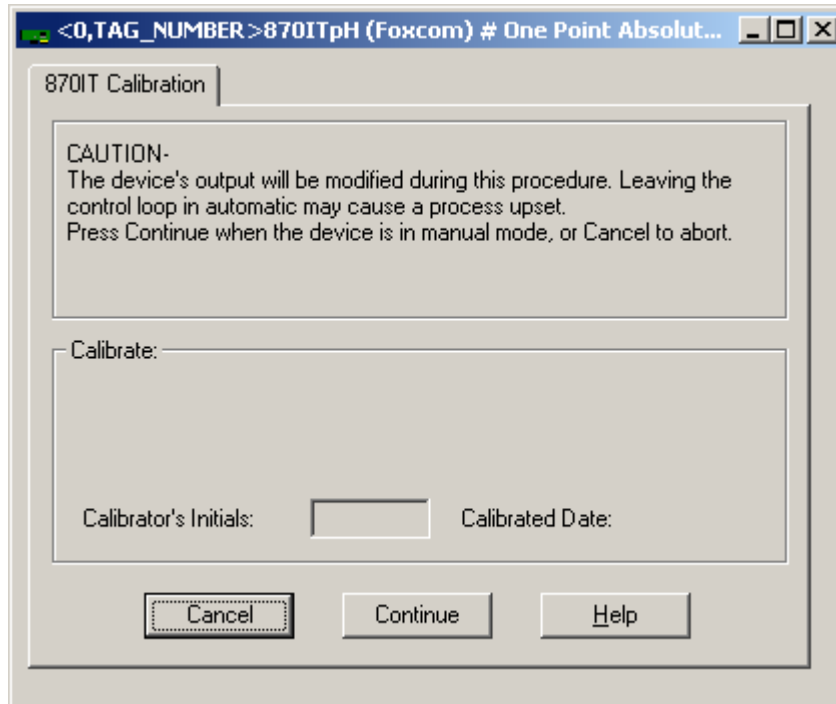 <0,TAG_NUMBER>870ITpH (Foxcom) # One Point Absolut...
870IT Calibration
CAUTION-
The device's output will be modified during this procedure. Leaving the
control loop in automatic may cause a process upset.
Press Continue when the device is in manual mode, or Cancel to abort.
Calibrate:
Calibrator's Initials: Calibrated Date:
Cancel Continue Help